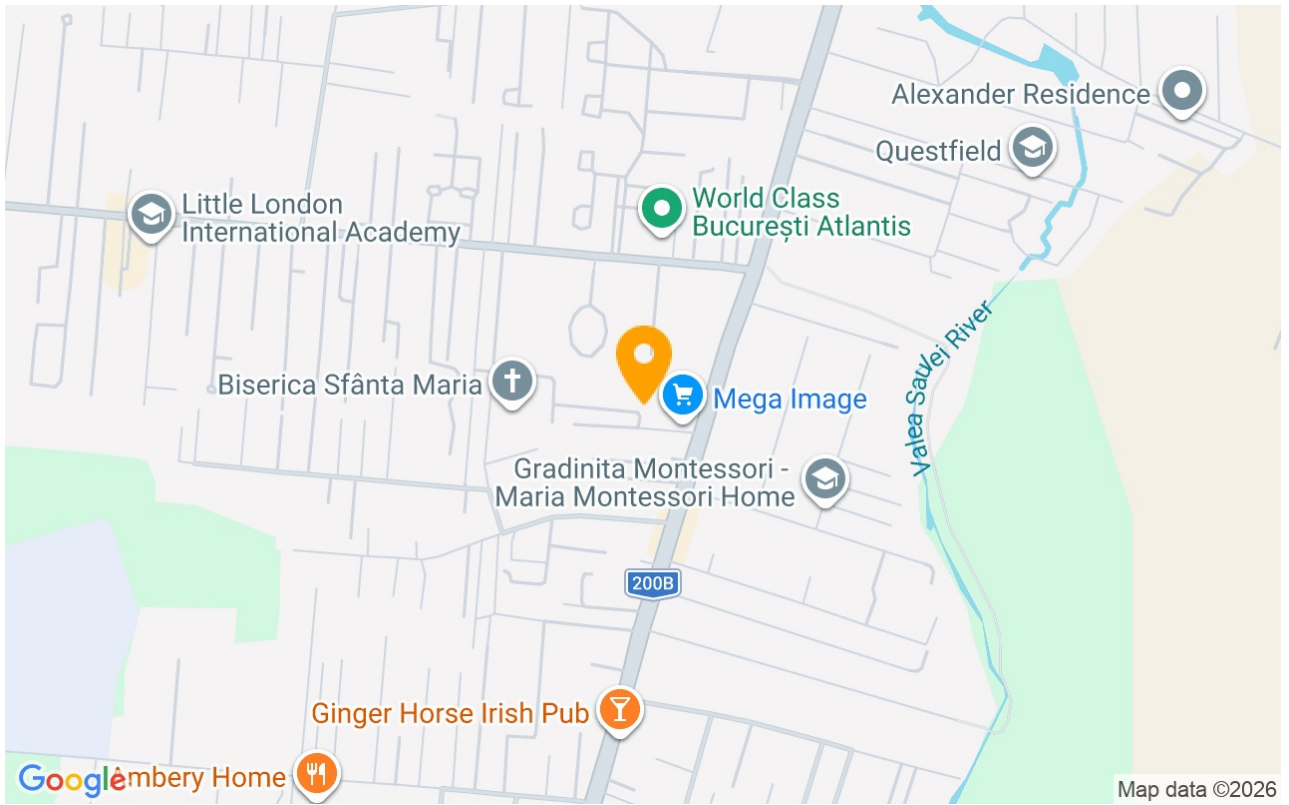 Alexander Residence
Questfield
World Class
București Atlantis
Little London
International Academy
Valea Saulei River
Biserica Sfânta Maria
Mega Image
Gradinita Montessori -
Maria Montessori Home
200B
Ginger Horse Irish Pub
Google
Ambery Home
Map data ©2026